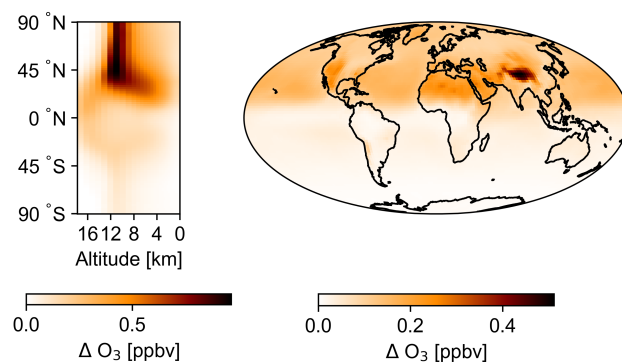 90 °N
45 °N
0 °N
45 °S
90 °S
16 12 8 4 0
Altitude [km]
0.0 0.5
Δ O₃ [ppbv]
0.0 0.2 0.4
Δ O₃ [ppbv]